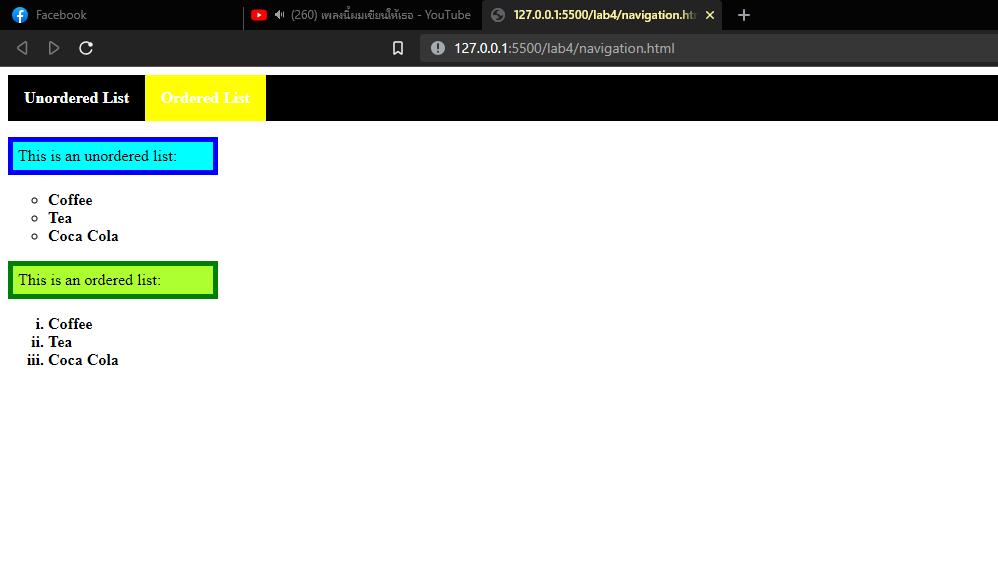 Facebook
(260) เพลงนี้ผมเขียนให้เธอ - YouTube
127.0.0.1:5500/lab4/navigation.htm
127.0.0.1:5500/lab4/navigation.html
Unordered List
Ordered List
This is an unordered list:
Coffee
Tea
Coca Cola
This is an ordered list:
i. Coffee
ii. Tea
iii. Coca Cola